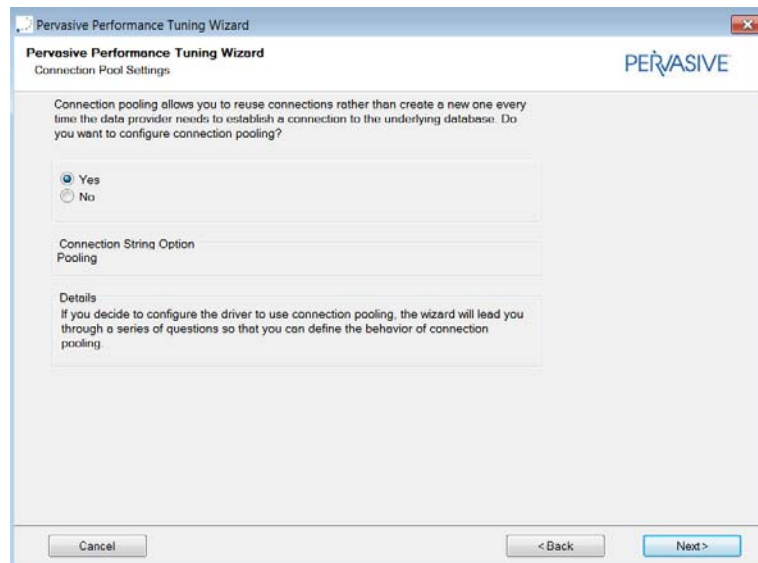 Pervasive Performance Tuning Wizard
Pervasive Performance Tuning Wizard
Connection Pool Settings
PERVASIVE
Connection pooling allows you to reuse connections rather than create a new one every
time the data provider needs to establish a connection to the underlying database. Do
you want to configure connection pooling?
Yes
No
Connection String Option
Pooling
Details
If you decide to configure the driver to use connection pooling, the wizard will lead you
through a series of questions so that you can define the behavior of connection
pooling.
Cancel
< Back
Next >